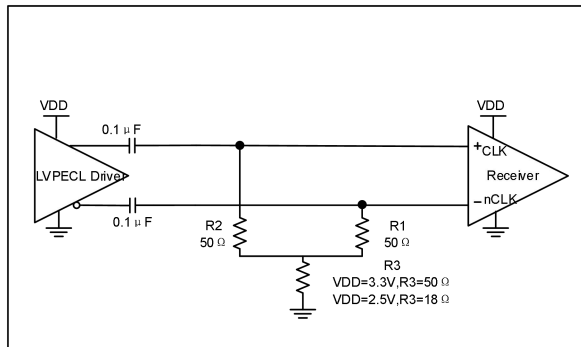 VDD
0.1 μF
LVPECL Driver
0.1 μF
R2
50 Ω
R1
50 Ω
R3
VDD=3.3V,R3=50 Ω
VDD=2.5V,R3=18 Ω
VDD
+CLK
Receiver
−nCLK